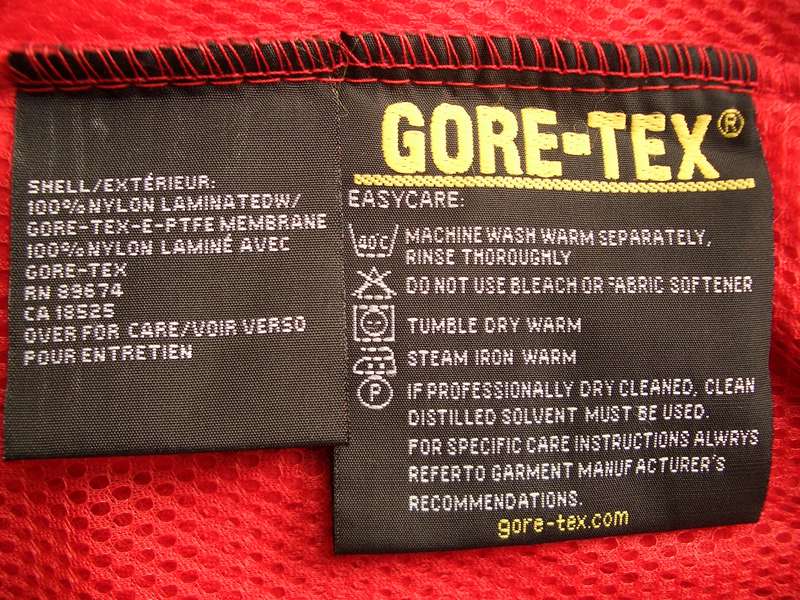 SHELL/EXTÉRIEUR:
100%NYLON LAMINATEDW/
GORE-TEX-E-PTFE MEMBRANE
100%NYLON LAMINÉ AVEC
GORE-TEX
RN 89674
CA 18525
OVER FOR CARE/VOIR VERSO
POUR ENTRETIEN
GORE-TEX®
EASYCARE:
40°C MACHINE WASH WARM SEPARATELY,
RINSE THOROUGHLY
DO NOT USE BLEACH OR FABRIC SOFTENER
TUMBLE DRY WARM
STEAM IRON WARM
P IF PROFESSIONALLY DRY CLEANED, CLEAN
DISTILLED SOLVENT MUST BE USED.
FOR SPECIFIC CARE INSTRUCTIONS ALWRYS
REFERTO GARMENT MANUFACTURER'S
RECOMMENDATIONS.
gore-tex.com